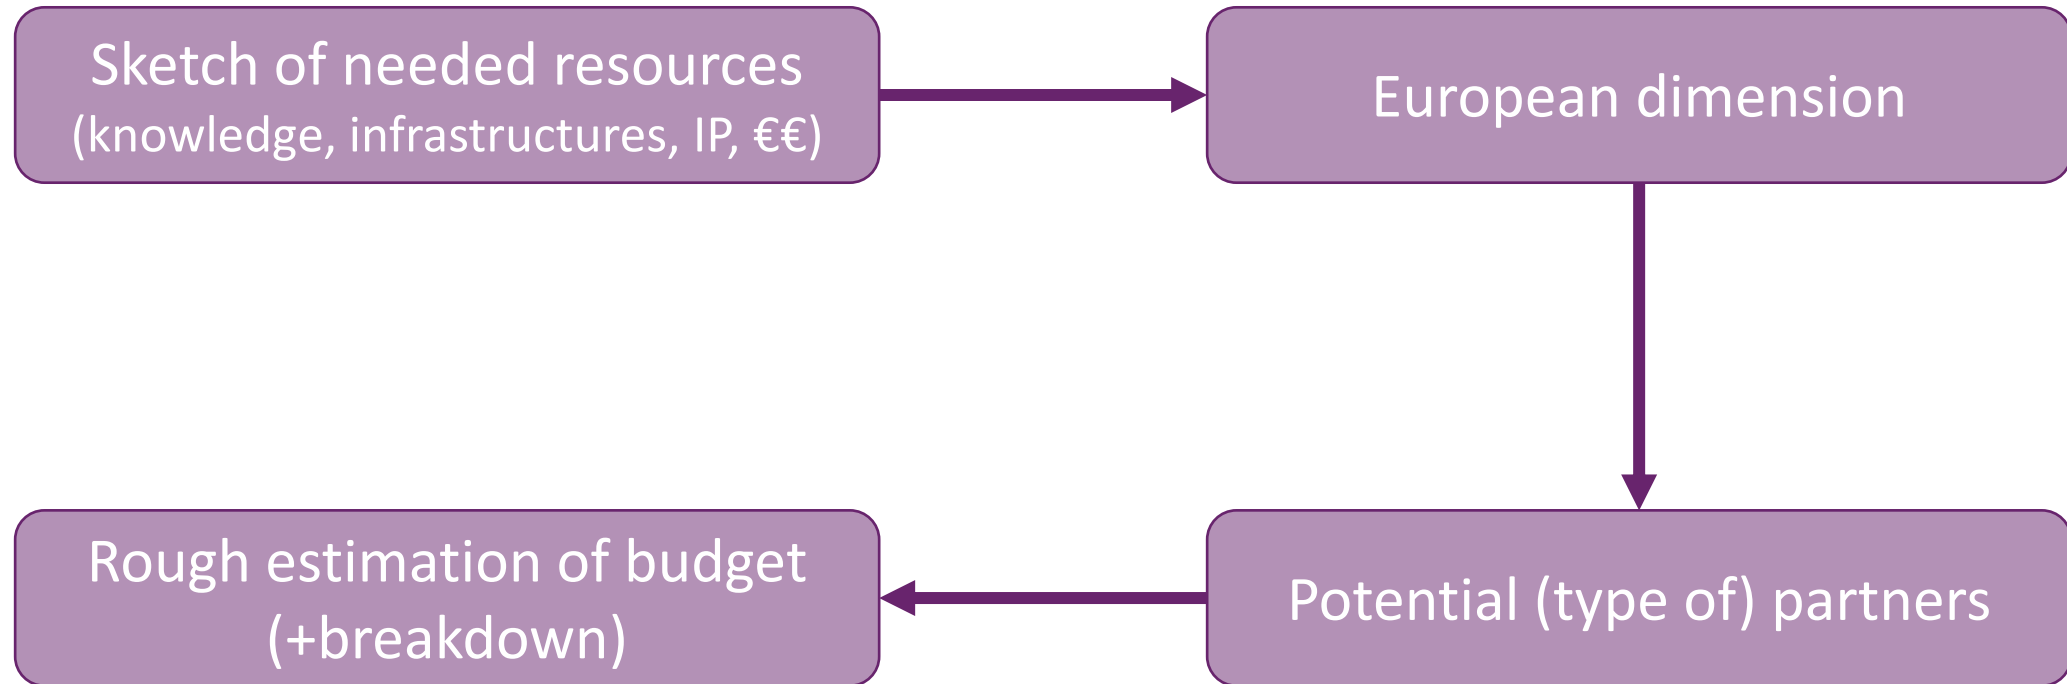 Sketch of needed resources
(knowledge, infrastructures, IP, €€)
European dimension
Potential (type of) partners
Rough estimation of budget
(+breakdown)